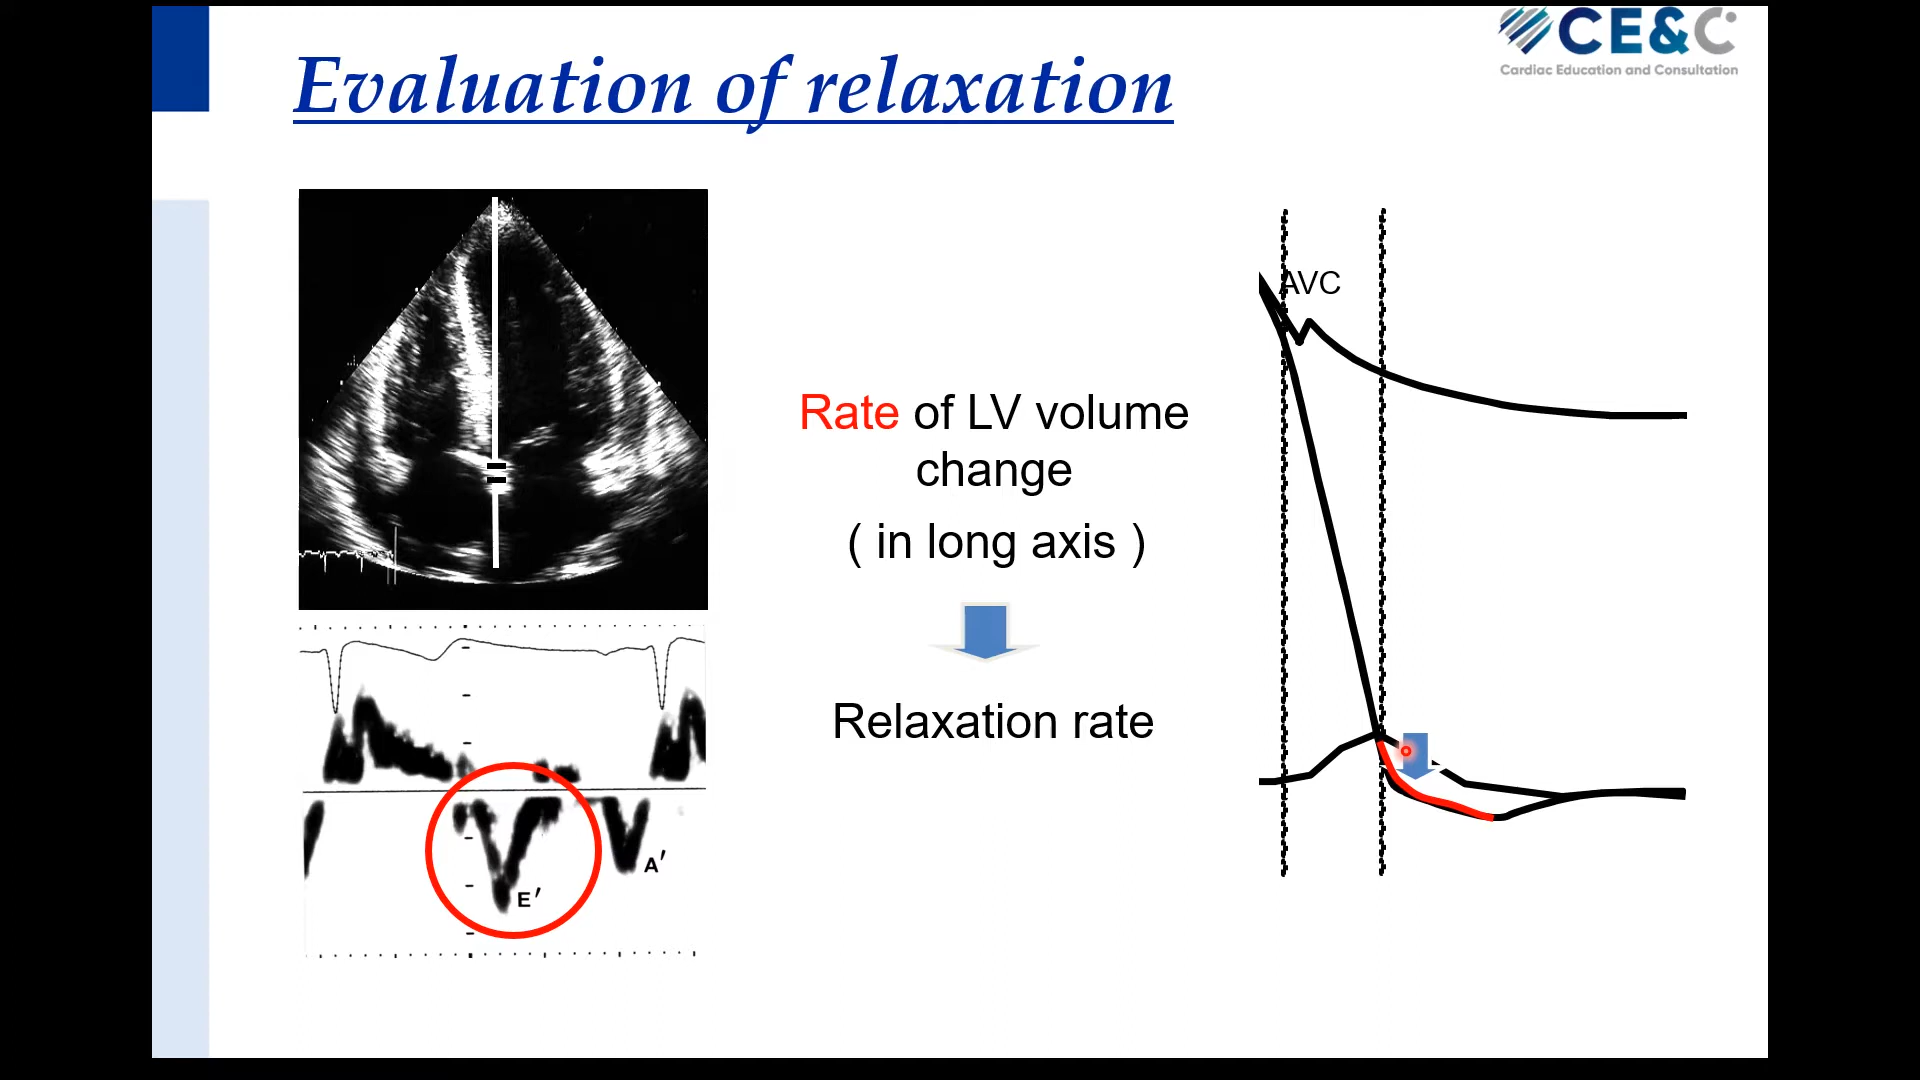 CE&C
Cardiac Education and Consultation
Evaluation of relaxation
AVC
Rate of LV volume
change
( in long axis )
Relaxation rate
E′
A′